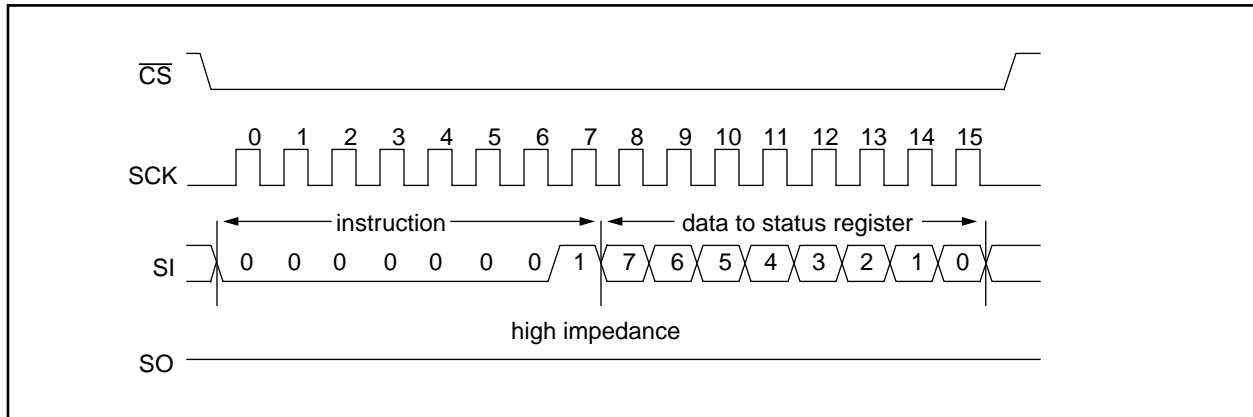 CS
0 1 2 3 4 5 6 7 8 9 10 11 12 13 14 15
SCK
instruction data to status register
SI 0 0 0 0 0 0 0 1 7 6 5 4 3 2 1 0
high impedance
SO